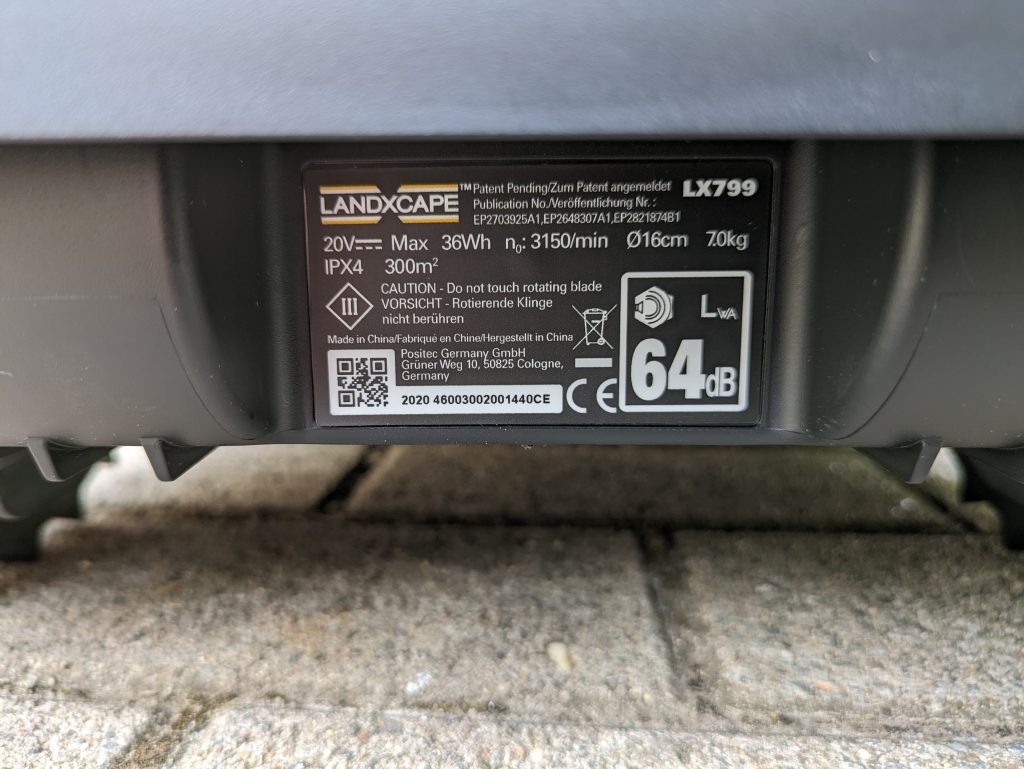 LANDXCAPE™
Patent Pending/Zum Patent angemeldet
Publication No./Veröffentlichung Nr. :
EP2703925A1,EP2648307A1,EP2821874B1
LX799
20V Max 36Wh n₀: 3150/min Ø16cm 7.0kg
IPX4 300m²
III
CAUTION - Do not touch rotating blade
VORSICHT - Rotierende Klinge
nicht berühren
Made in China/Fabriqué en Chine/Hergestellt in China
Positec Germany GmbH
Grüner Weg 10, 50825 Cologne,
Germany
2020 46003002001440CE
CE
LWA
64dB